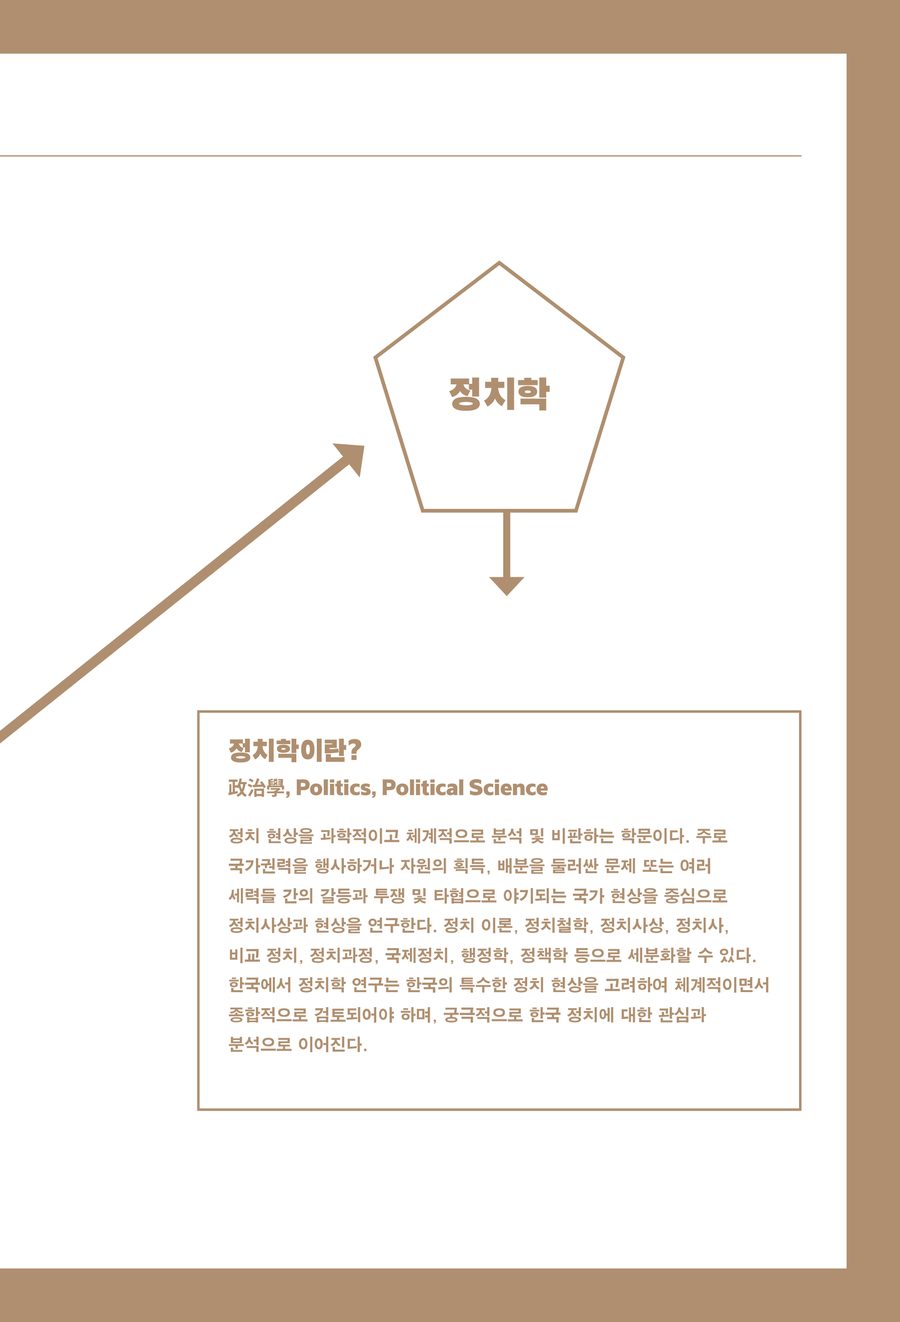 정치학
정치학이란?
政治學, Politics, Political Science
정치 현상을 과학적이고 체계적으로 분석 및 비판하는 학문이다. 주로
국가권력을 행사하거나 자원의 획득, 배분을 둘러싼 문제 또는 여러
세력들 간의 갈등과 투쟁 및 타협으로 야기되는 국가 현상을 중심으로
정치사상과 현상을 연구한다. 정치 이론, 정치철학, 정치사상, 정치사,
비교 정치, 정치과정, 국제정치, 행정학, 정책학 등으로 세분화할 수 있다.
한국에서 정치학 연구는 한국의 특수한 정치 현상을 고려하여 체계적이면서
종합적으로 검토되어야 하며, 궁극적으로 한국 정치에 대한 관심과
분석으로 이어진다.